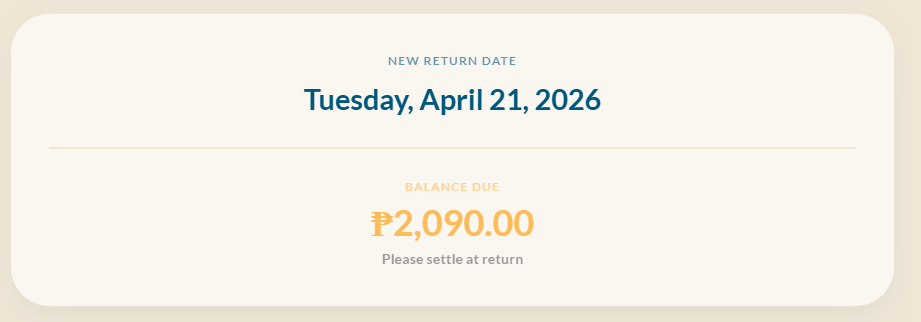 NEW RETURN DATE
Tuesday, April 21, 2026
BALANCE DUE
₱2,090.00
Please settle at return